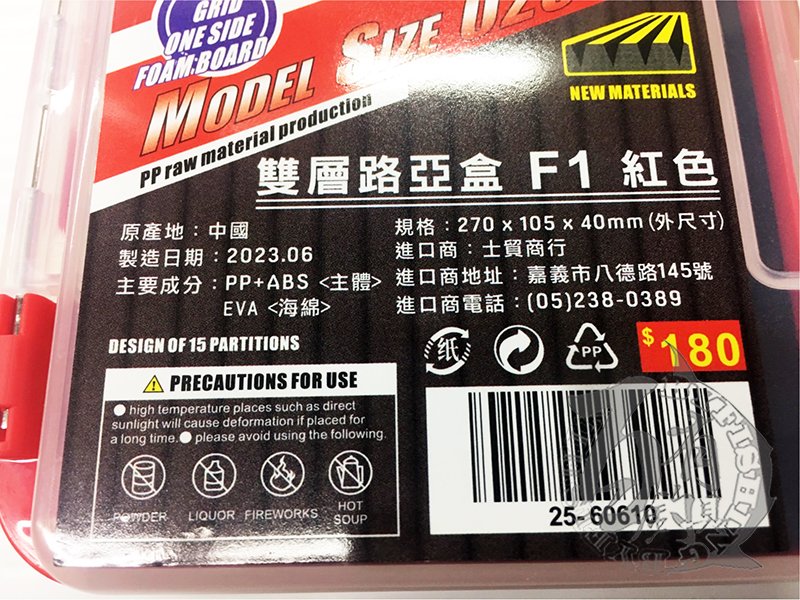 GRID
ONE SIDE
FOAM BOARD
MODEL SIZE
PP raw material production
NEW MATERIALS
雙層路亞盒 F1 紅色
原產地：中國
製造日期：2023.06
主要成分：PP+ABS <主體>
EVA <海綿>
規格：270 x 105 x 40mm (外尺寸)
進口商：士貿商行
進口商地址：嘉義市八德路145號
進口商電話：(05)238-0389
DESIGN OF 15 PARTITIONS
纸
PP
$180
PRECAUTIONS FOR USE
● high temperature places such as direct
sunlight will cause deformation if placed for
a long time.● please avoid using the following.
POWDER
LIQUOR
FIREWORKS
HOT
SOUP
25-60610